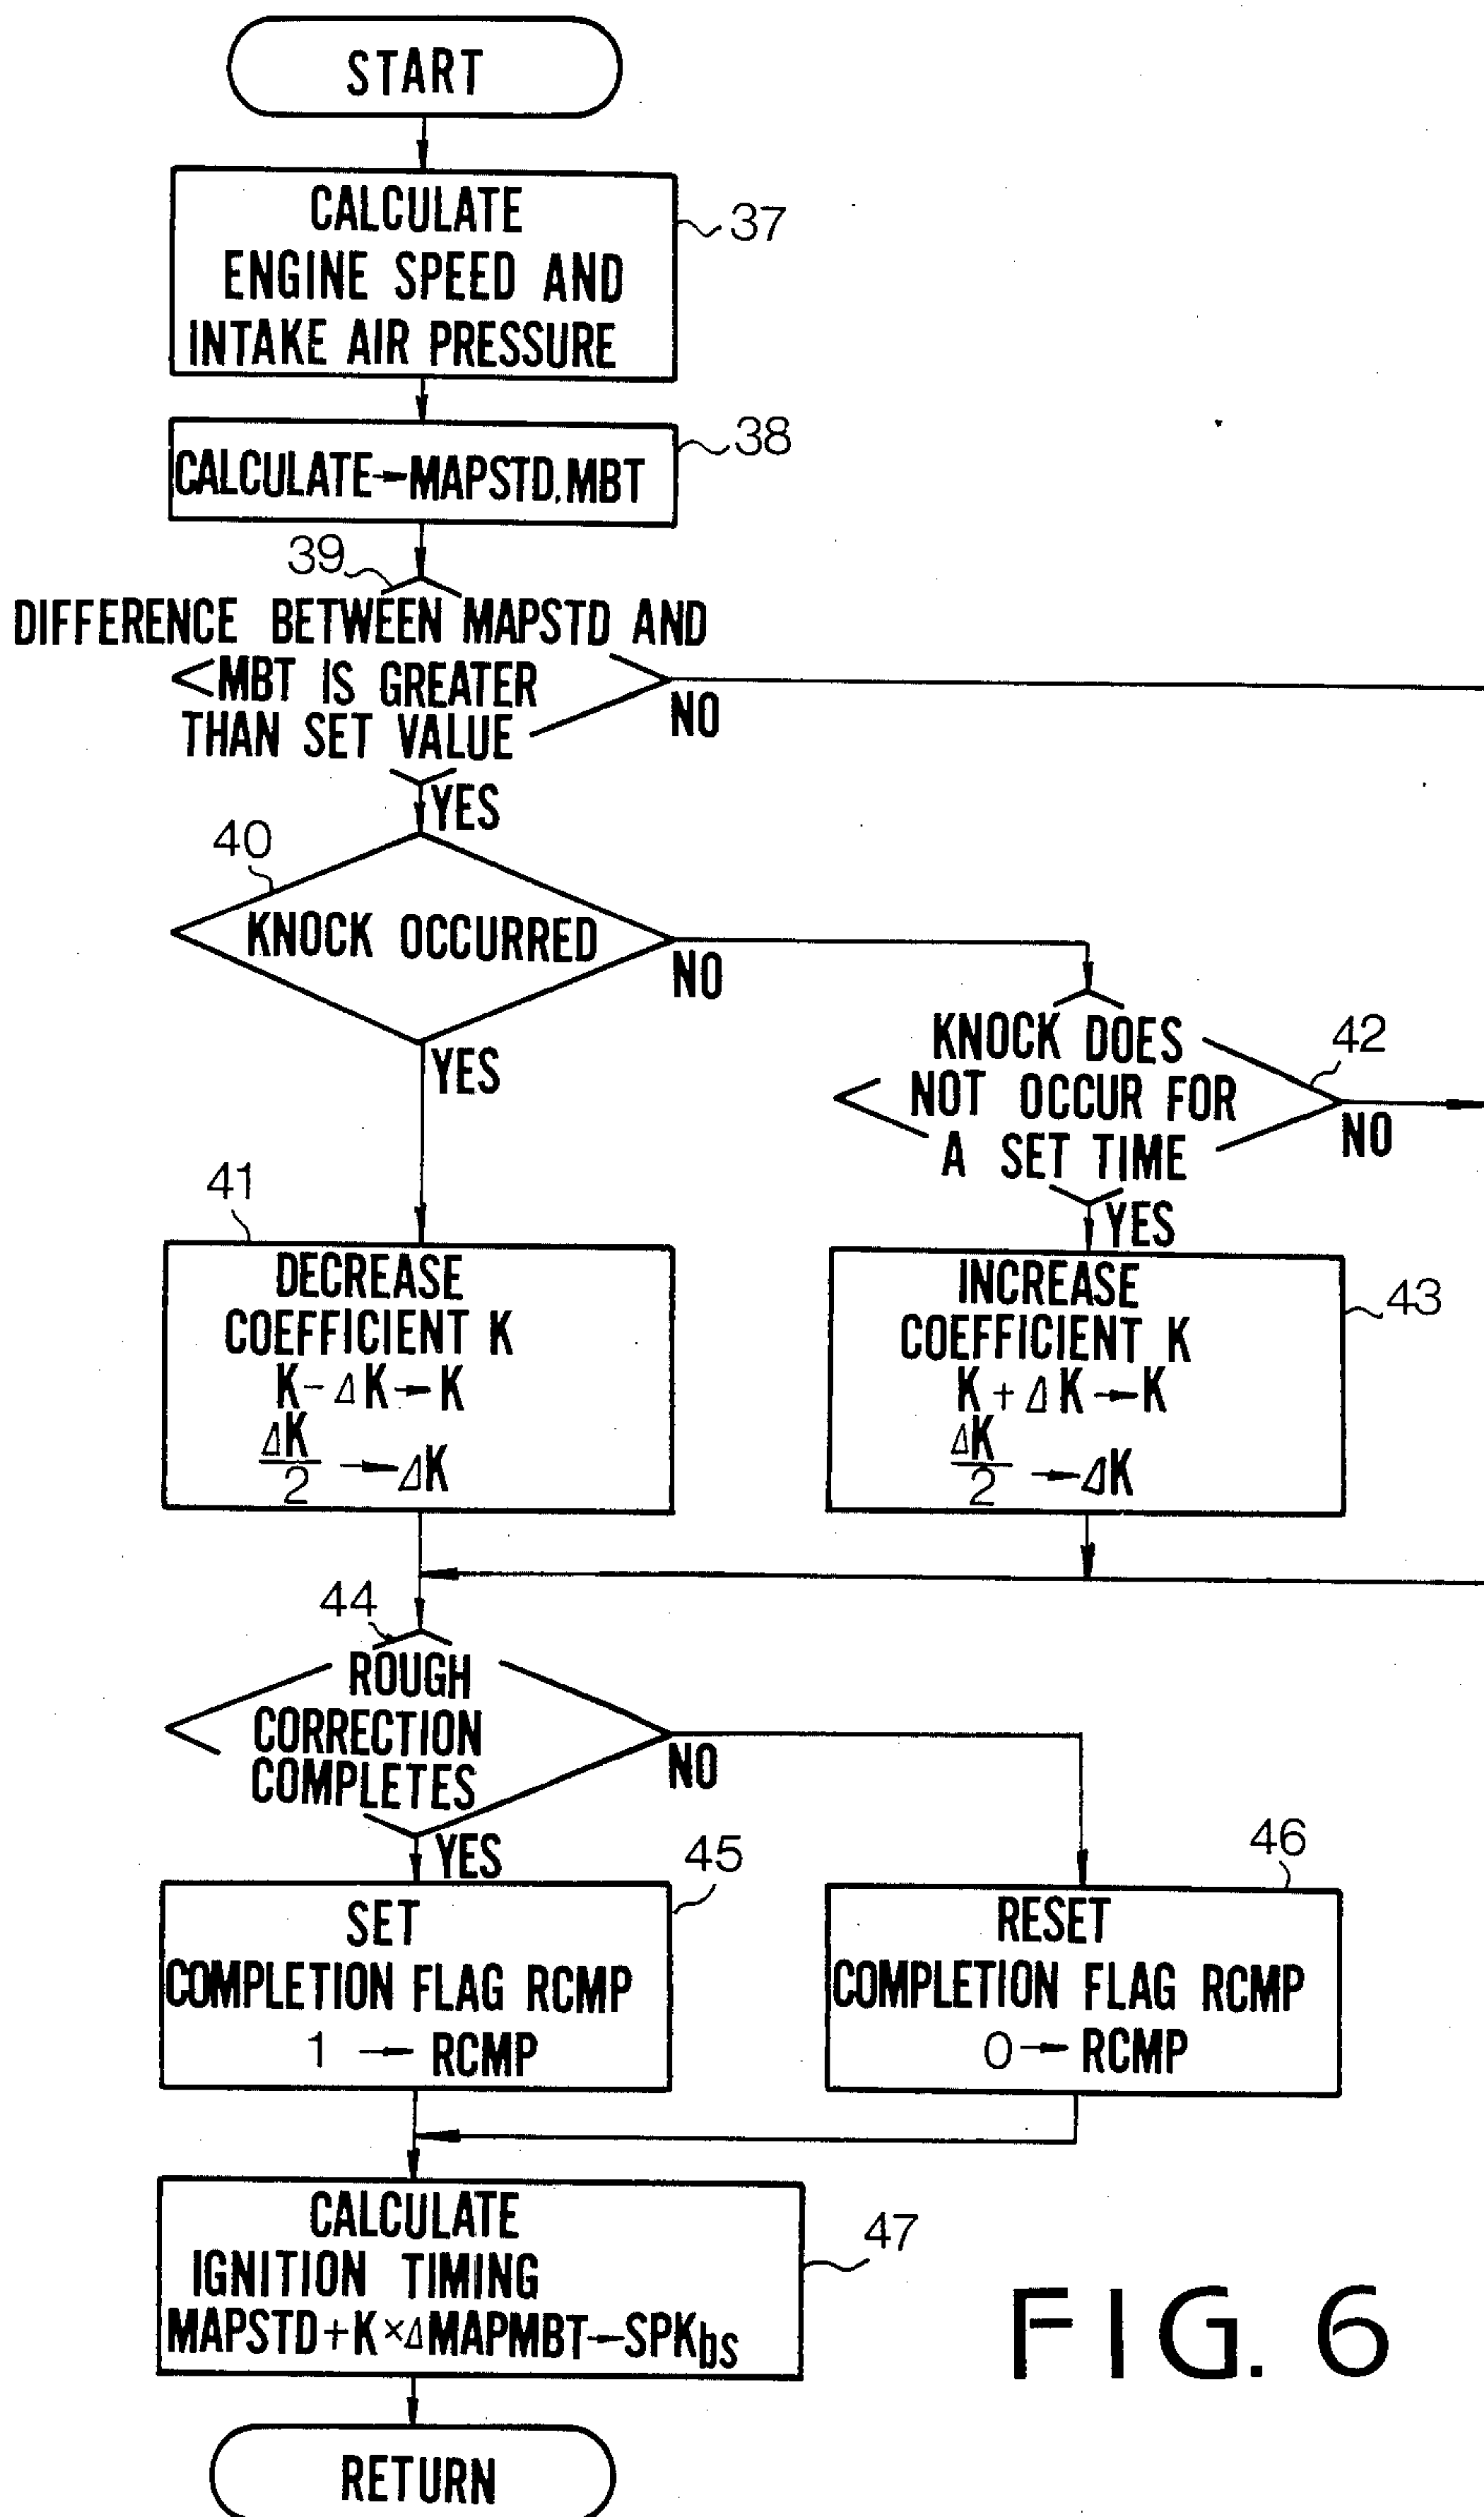 START
CALCULATE
ENGINE SPEED AND
INTAKE AIR PRESSURE
37
CALCULATE→MAPSTD.MBT
38
39
DIFFERENCE BETWEEN MAPSTD AND
MBT IS GREATER
THAN SET VALUE
NO
YES
40
KNOCK OCCURRED
NO
YES
KNOCK DOES
NOT OCCUR FOR
A SET TIME
42
NO
YES
41
DECREASE
COEFFICIENT K
K-ΔK→K
ΔK/2→ΔK
INCREASE
COEFFICIENT K
K+ΔK→K
ΔK/2→ΔK
43
44
ROUGH
CORRECTION
COMPLETES
NO
YES
45
SET
COMPLETION FLAG RCMP
1 → RCMP
46
RESET
COMPLETION FLAG RCMP
0→ RCMP
CALCULATE
IGNITION TIMING
MAPSTD+K×ΔMAPMBT→SPKbs
47
RETURN
FIG. 6